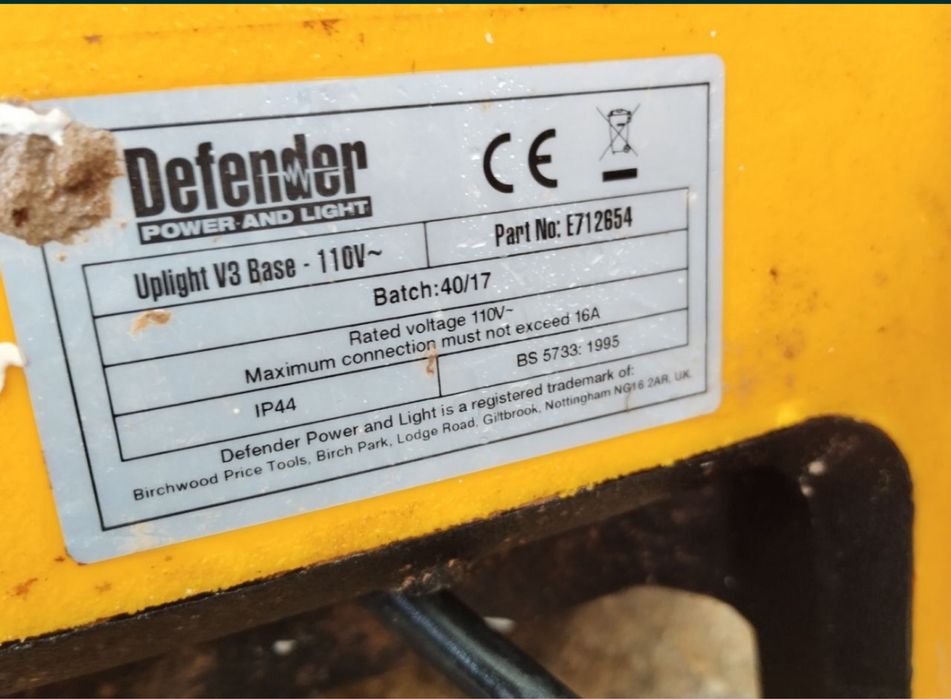 Defender
POWER AND LIGHT
CE
Uplight V3 Base - 110V~
Part No: E712654
Batch:40/17
Rated voltage 110V~
Maximum connection must not exceed 16A
IP44
BS 5733: 1995
Defender Power and Light is a registered trademark of:
Birchwood Price Tools, Birch Park, Lodge Road, Giltbrook, Nottingham NG16 2AR, UK